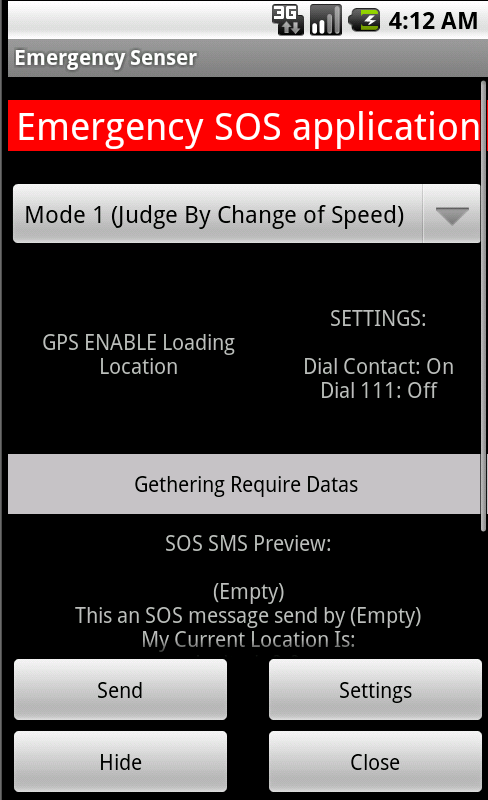 3G 4:12 AM
Emergency Senser
Emergency SOS application
Mode 1 (Judge By Change of Speed)
GPS ENABLE Loading
Location
SETTINGS:
Dial Contact: On
Dial 111: Off
Gethering Require Datas
SOS SMS Preview:
(Empty)
This an SOS message send by (Empty)
My Current Location Is:
Send
Settings
Hide
Close